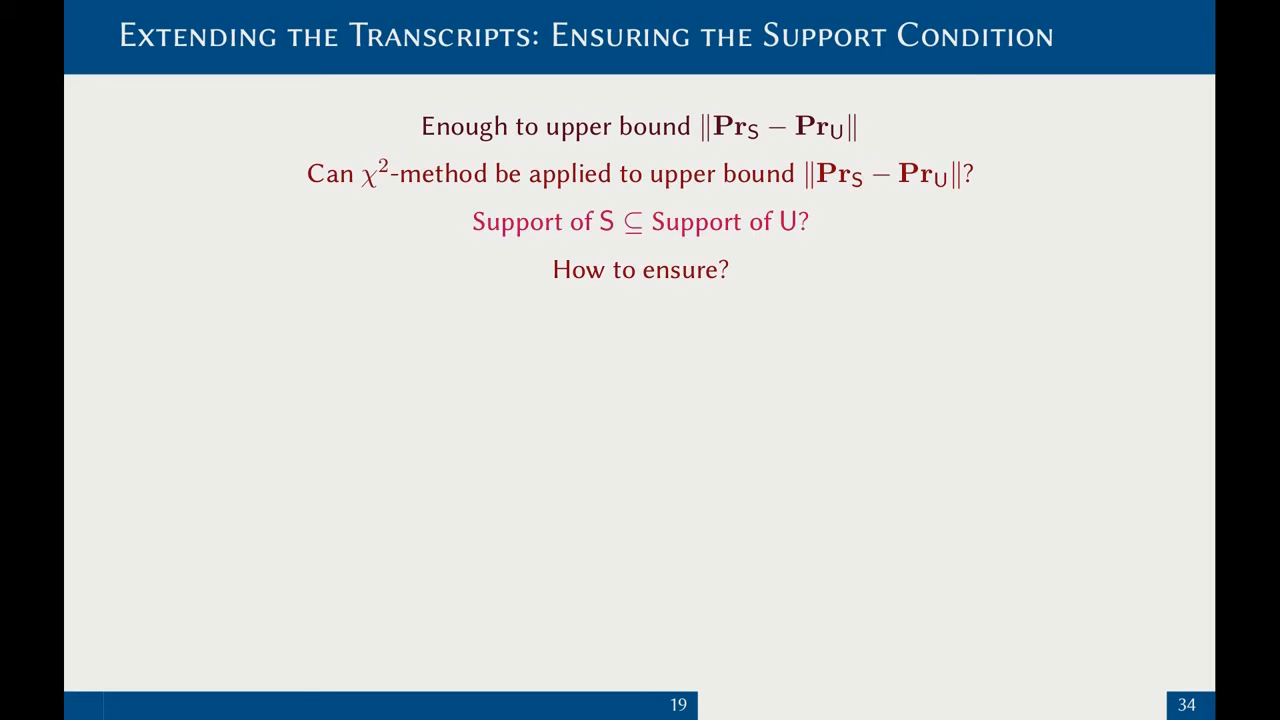 Extending the Transcripts: Ensuring the Support Condition
Enough to upper bound ‖Pr_S − Pr_U‖
Can χ²-method be applied to upper bound ‖Pr_S − Pr_U‖?
Support of S ⊆ Support of U?
How to ensure?
19
34